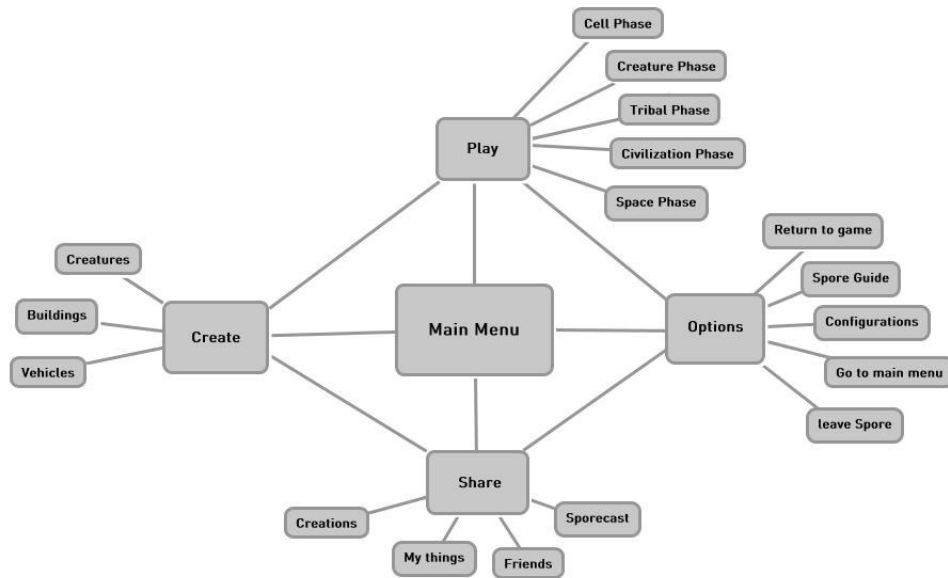 Cell Phase
Creature Phase
Tribal Phase
Play
Civilization Phase
Space Phase
Return to game
Creatures
Spore Guide
Buildings
Create
Main Menu
Options
Configurations
Vehicles
Go to main menu
leave Spore
Share
Creations
Sporecast
My things
Friends